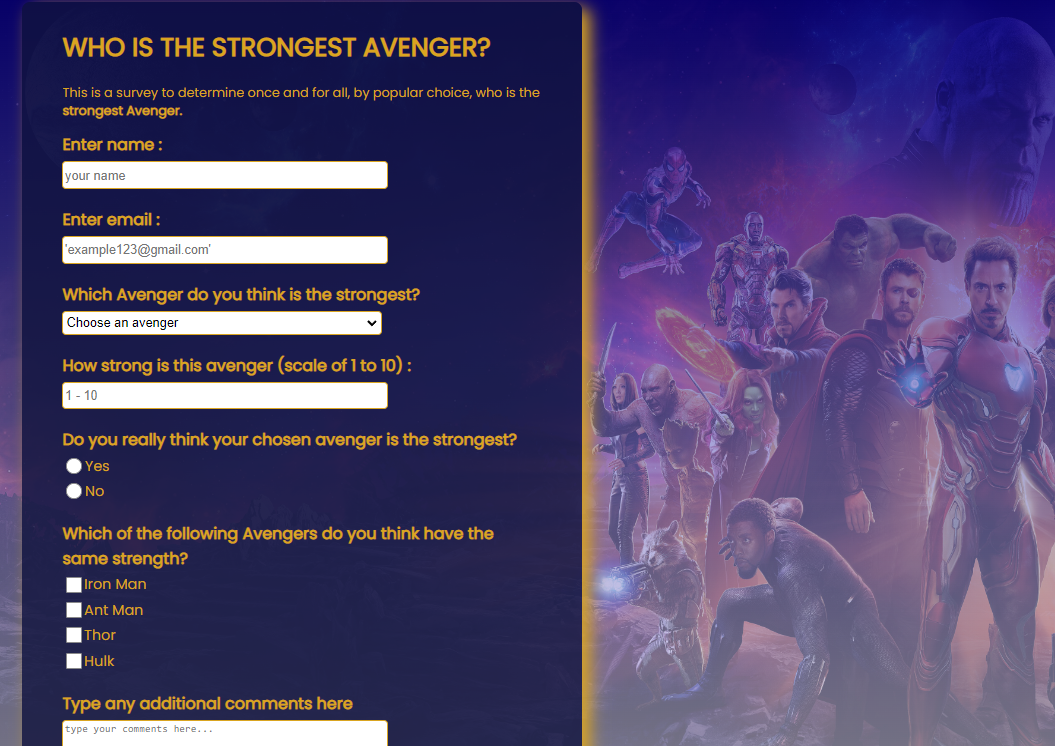 WHO IS THE STRONGEST AVENGER?
This is a survey to determine once and for all, by popular choice, who is the
strongest Avenger.
Enter name :
your name
Enter email :
'example123@gmail.com'
Which Avenger do you think is the strongest?
Choose an avenger
How strong is this avenger (scale of 1 to 10) :
1 - 10
Do you really think your chosen avenger is the strongest?
Yes
No
Which of the following Avengers do you think have the
same strength?
Iron Man
Ant Man
Thor
Hulk
Type any additional comments here
type your comments here...